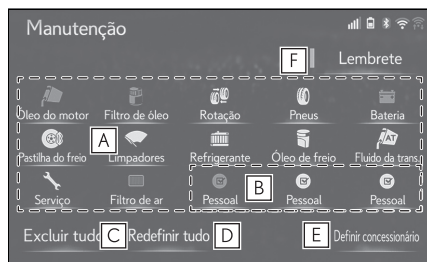 Manutenção
F
Lembrete
Óleo do motor Filtro de óleo Rotação Pneus Bateria
A
Pastilha do freio Limpadores Refrigerante Óleo de freio Fluido da trans.
B
Serviço Filtro de ar Pessoal Pessoal Pessoal
Excluir tudo C Redefinir tudo D E Definir concessionário